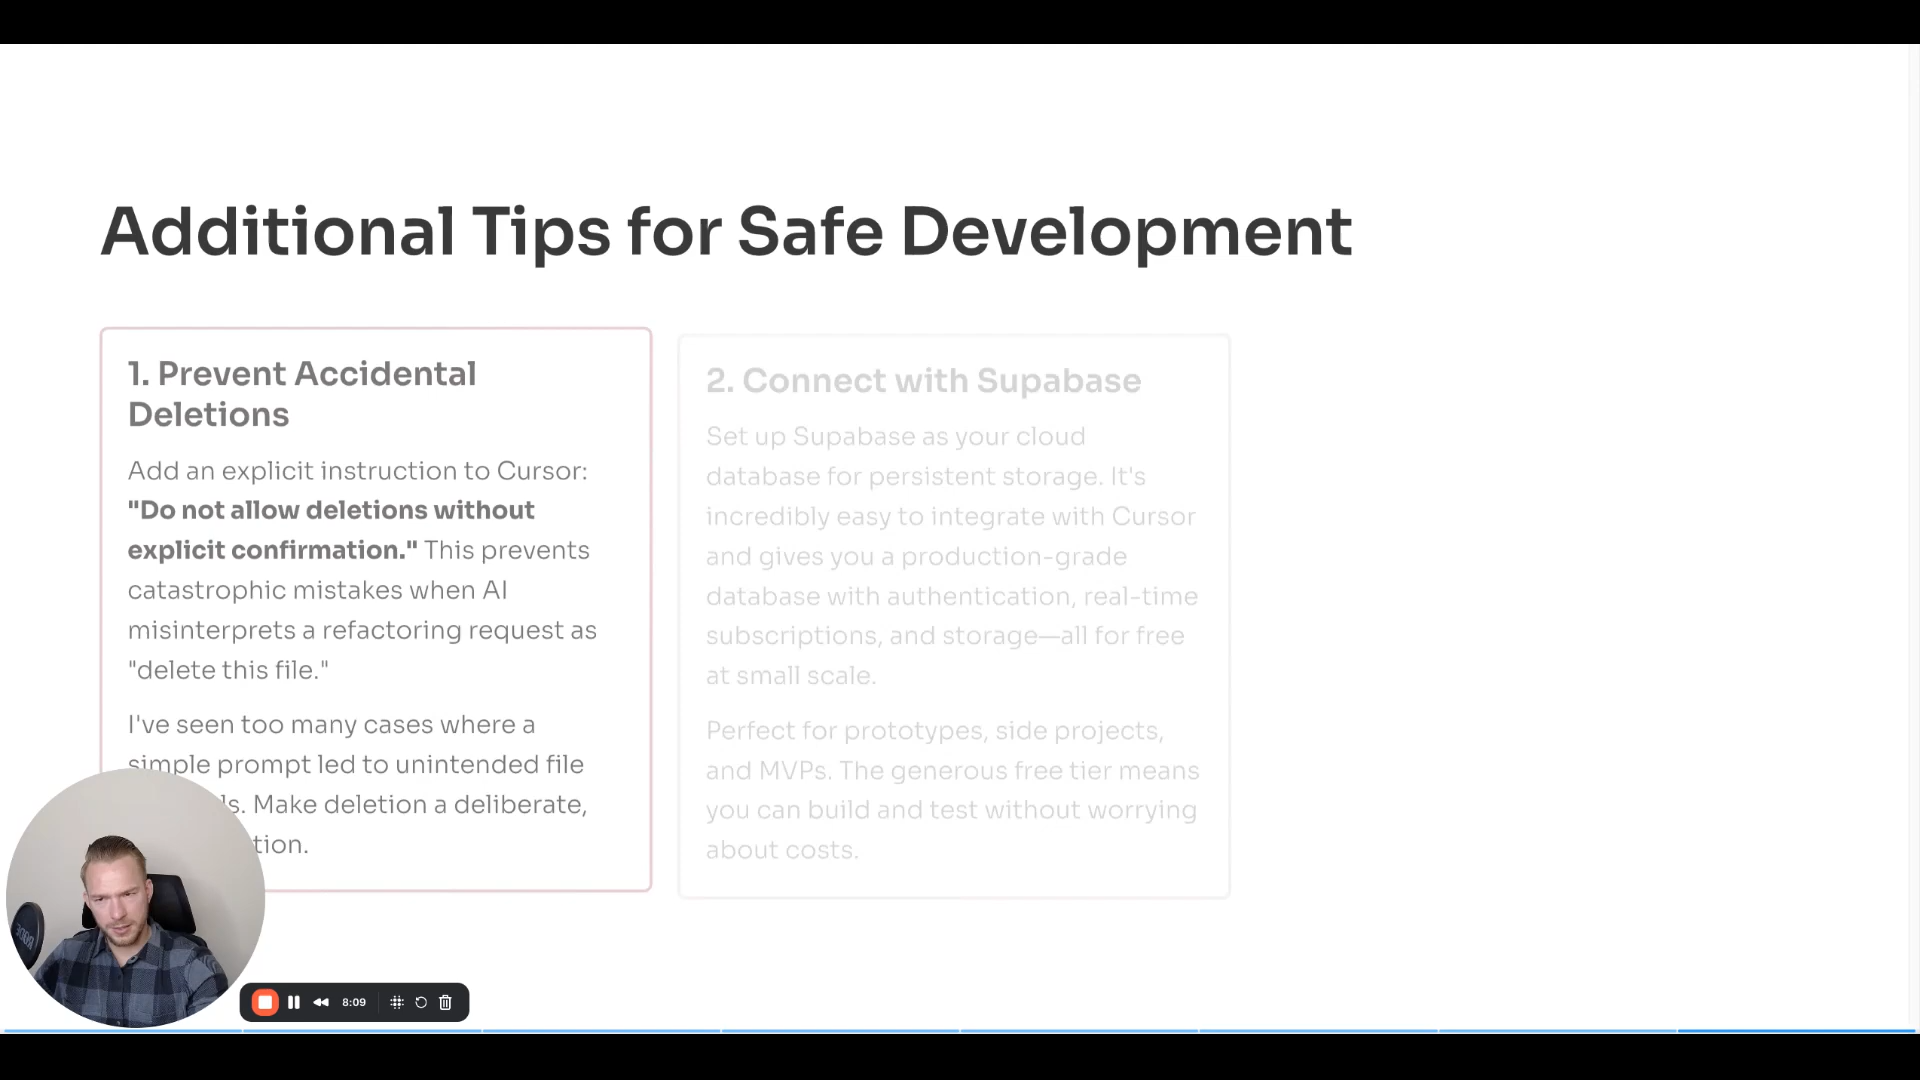 Additional Tips for Safe Development
1. Prevent Accidental
Deletions
Add an explicit instruction to Cursor:
"Do not allow deletions without
explicit confirmation." This prevents
catastrophic mistakes when AI
misinterprets a refactoring request as
"delete this file."
I've seen too many cases where a
simple prompt led to unintended file
Make deletion a deliberate,
2. Connect with Supabase
Set up Supabase as your cloud
database for persistent storage. It's
incredibly easy to integrate with Cursor
and gives you a production-grade
database with authentication, real-time
subscriptions, and storage—all for free
at small scale.
Perfect for prototypes, side projects,
and MVPs. The generous free tier means
you can build and test without worrying
about costs.
RODE
8:09